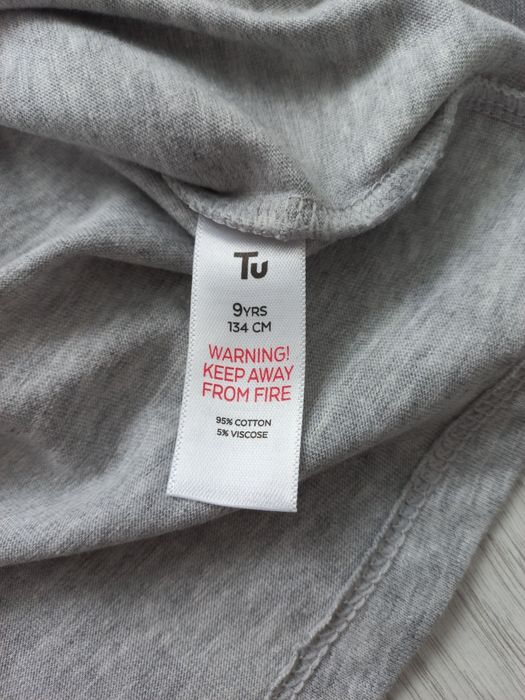 Tu
9YRS
134 CM
WARNING!
KEEP AWAY
FROM FIRE
95% COTTON
5% VISCOSE